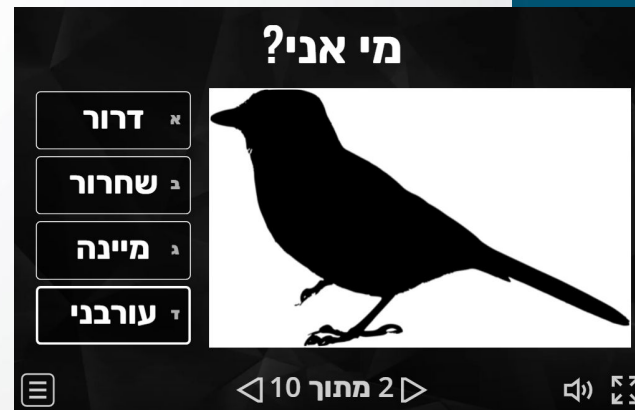 מי אני?
א דרור
ב שחרור
ג מיינה
ד עורבני
2 מתוך 10